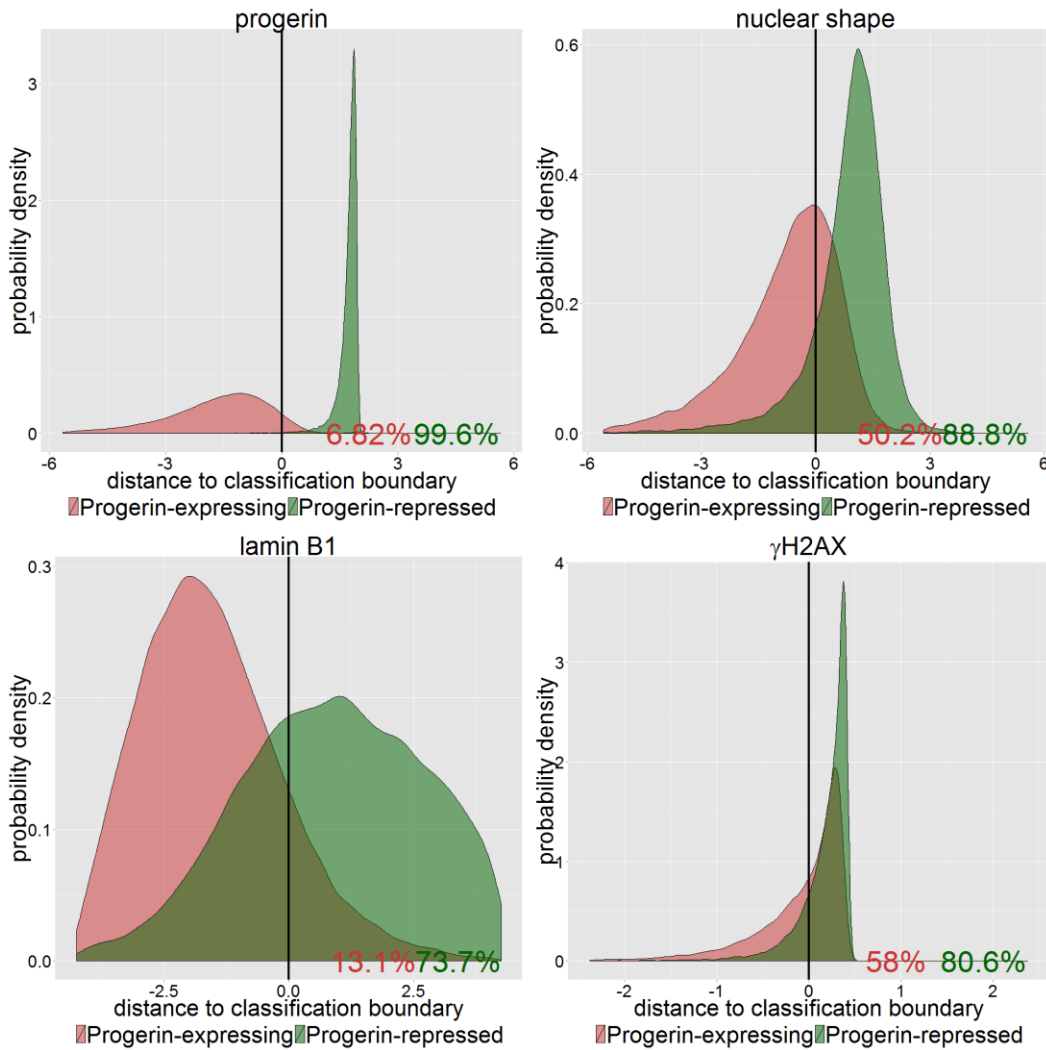 progerin
probability density
3
2
1
0
6.82% 99.6%
-6 -3 0 3 6
distance to classification boundary
Progerin-expressing Progerin-repressed
nuclear shape
probability density
0.6
0.4
0.2
0.0
50.2% 88.8%
-6 -3 0 3 6
distance to classification boundary
Progerin-expressing Progerin-repressed
lamin B1
probability density
0.3
0.2
0.1
0.0
13.1% 73.7%
-2.5 0.0 2.5
distance to classification boundary
Progerin-expressing Progerin-repressed
γH2AX
probability density
4
3
2
1
0
58% 80.6%
-2 -1 0 1 2
distance to classification boundary
Progerin-expressing Progerin-repressed